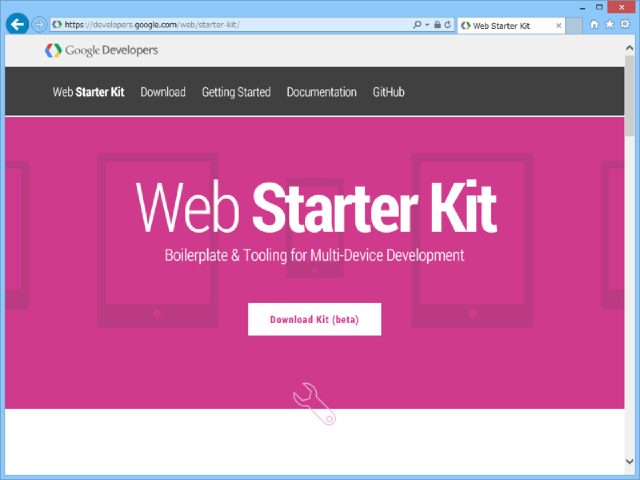 https://developers.google.com/web/starter-kit/
Web Starter Kit
Google Developers
Web Starter Kit Download Getting Started Documentation GitHub
Web Starter Kit
Boilerplate & Tooling for Multi-Device Development
Download Kit (beta)